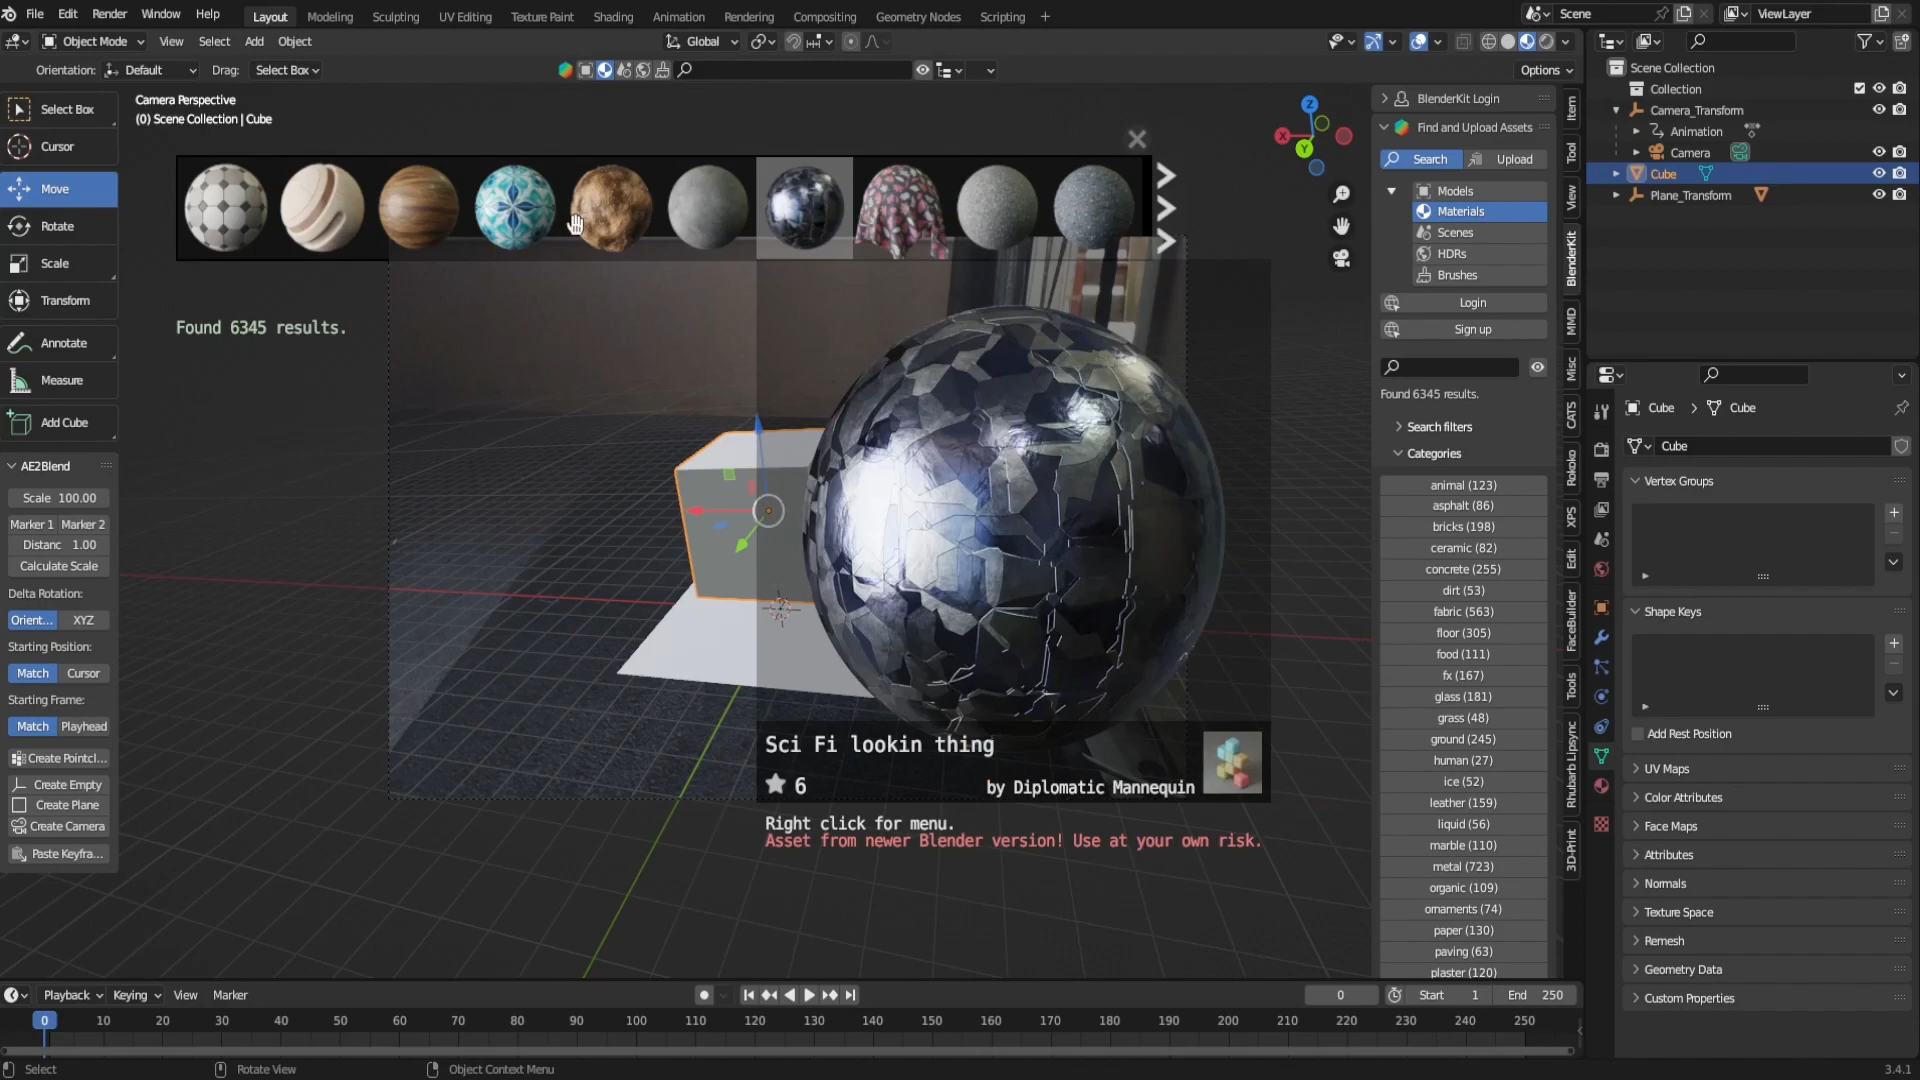 File Edit Render Window Help
Layout Modeling Sculpting UV Editing Texture Paint Shading Animation Rendering Compositing Geometry Nodes Scripting +
Scene
ViewLayer
Object Mode View Select Add Object
Global
Orientation: Default Drag: Select Box
Options
Select Box
Cursor
Move
Rotate
Scale
Transform
Annotate
Measure
Add Cube
AE2Blend
Scale 100.00
Marker 1 Marker 2
Distanc 1.00
Calculate Scale
Delta Rotation:
Orient... XYZ
Starting Position:
Match Cursor
Starting Frame:
Match Playhead
Create Pointcl...
Create Empty
Create Plane
Create Camera
Paste Keyfra...
Camera Perspective
(0) Scene Collection | Cube
Found 6345 results.
Z
X
Y
Sci Fi lookin thing
6
by Diplomatic Mannequin
Right click for menu.
Asset from newer Blender version! Use at your own risk.
BlenderKit Login
Find and Upload Assets
Search Upload
Models
Materials
Scenes
HDRs
Brushes
Login
Sign up
Found 6345 results.
Search filters
Categories
animal (123)
asphalt (86)
bricks (198)
ceramic (82)
concrete (255)
dirt (53)
fabric (563)
floor (305)
food (111)
fx (167)
glass (181)
grass (48)
ground (245)
human (27)
ice (52)
leather (159)
liquid (56)
marble (110)
metal (723)
organic (109)
ornaments (74)
paper (130)
paving (63)
plaster (120)
Item
Tool
View
BlenderKit
MMD
Misc
CATS
Rokoko
XPS
Edit
FaceBuilder
Tools
Rhubarb Lipsync
3D-Print
Scene Collection
Collection
Camera_Transform
Animation
Camera
Cube
Plane_Transform
Cube > Cube
Cube
Vertex Groups
Shape Keys
Add Rest Position
UV Maps
Color Attributes
Face Maps
Attributes
Normals
Texture Space
Remesh
Geometry Data
Custom Properties
Playback Keying View Marker
0
Start 1 End 250
0 10 20 30 40 50 60 70 80 90 100 110 120 130 140 150 160 170 180 190 200 210 220 230 240 250
Select
Rotate View
Object Context Menu
3.4.1